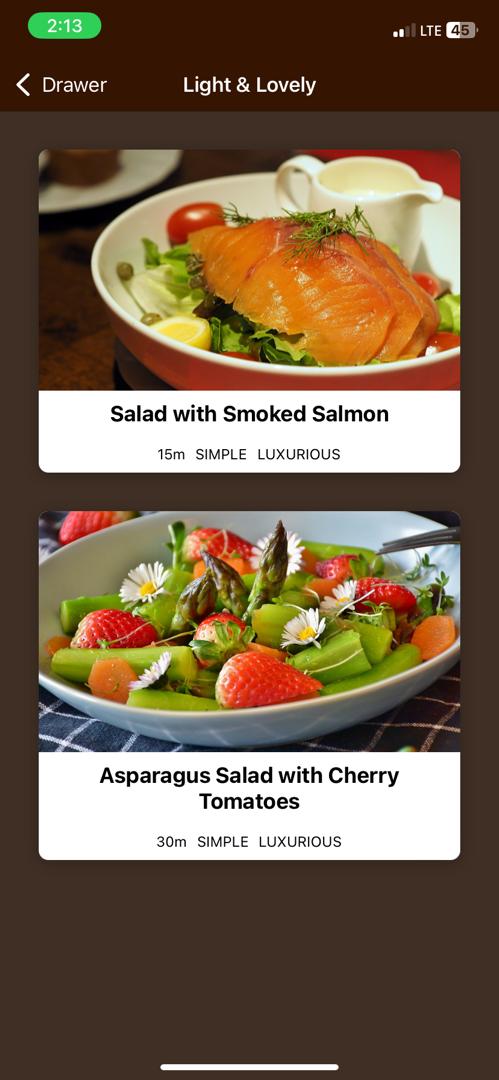 2:13
LTE 45
Drawer
Light & Lovely
Salad with Smoked Salmon
15m SIMPLE LUXURIOUS
Asparagus Salad with Cherry
Tomatoes
30m SIMPLE LUXURIOUS